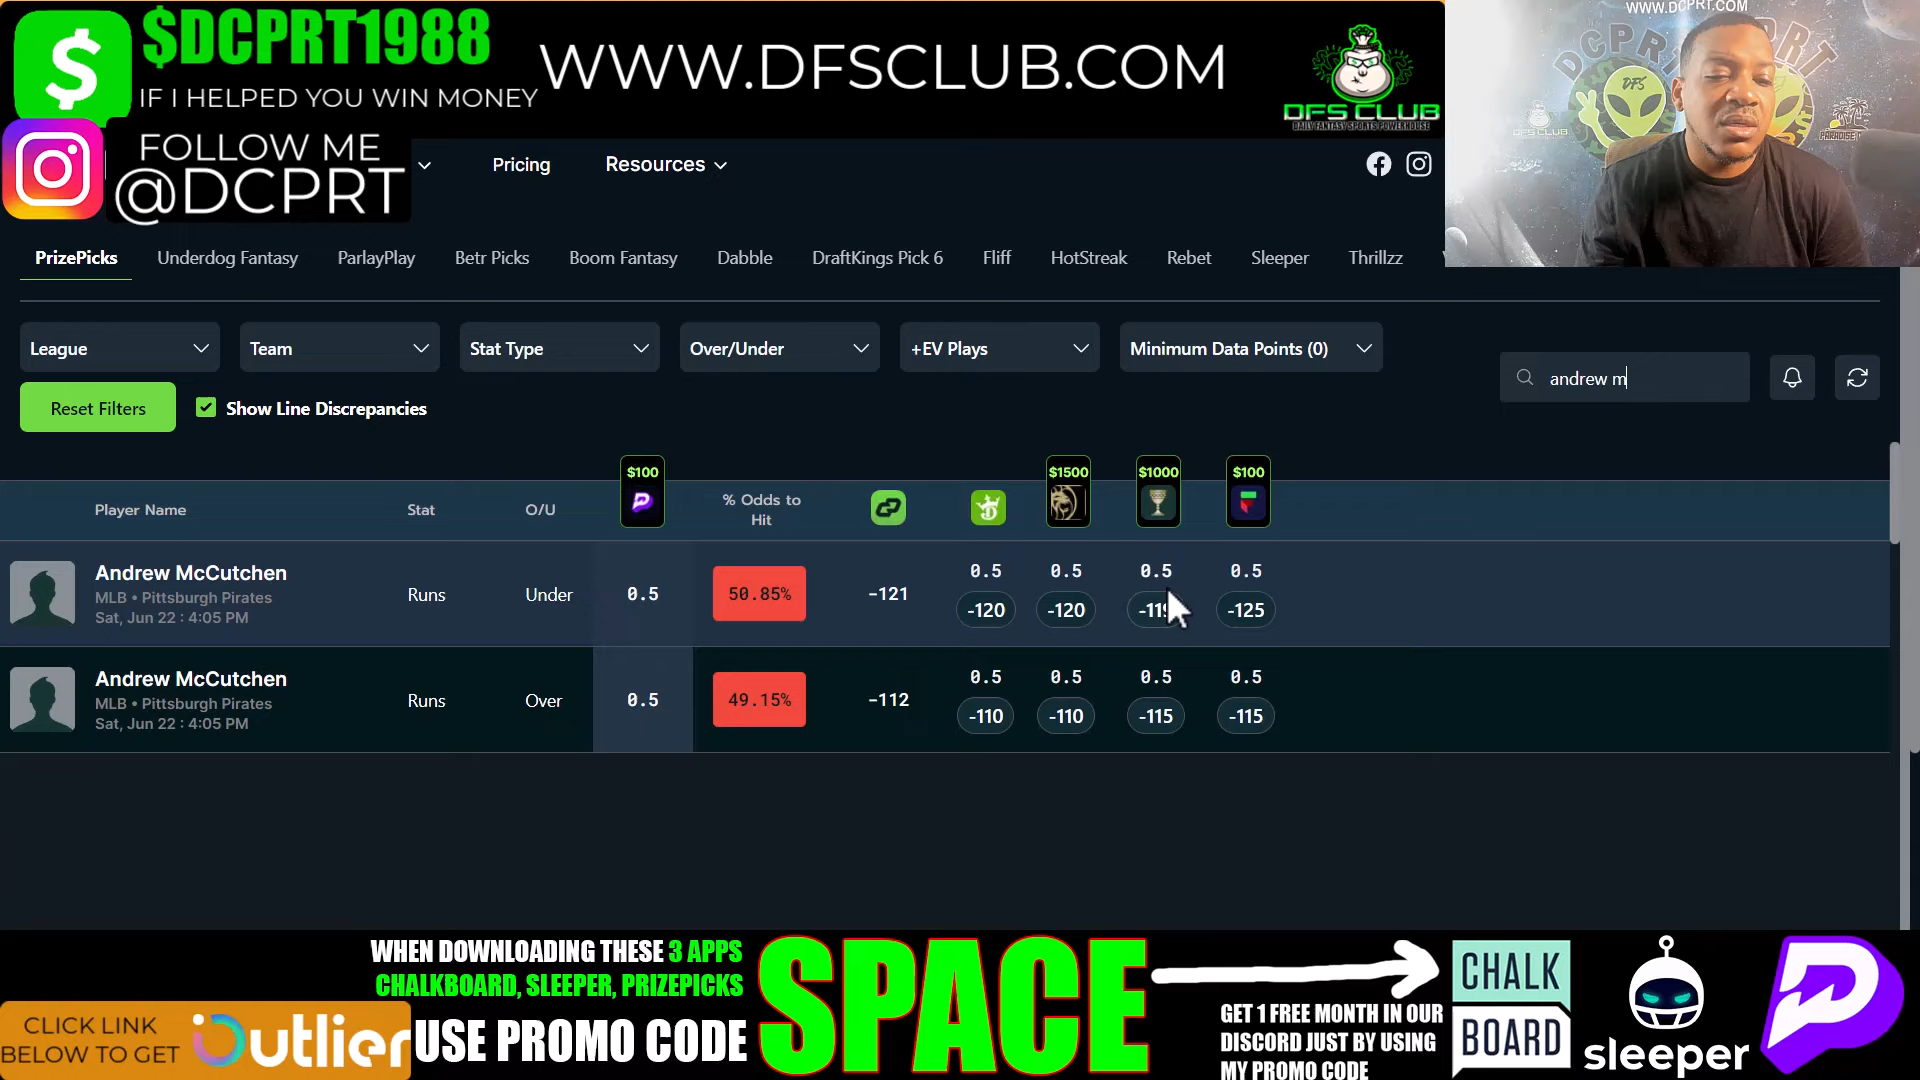 $DCPRT1988
IF I HELPED YOU WIN MONEY
WWW.DFSCLUB.COM
DFS CLUB
DAILY FANTASY SPORTS POWERHOUSE
WWW.DCPRT.COM
DFS
FOLLOW ME
@DCPRT
Pricing
Resources
PrizePicks
Underdog Fantasy
ParlayPlay
Betr Picks
Boom Fantasy
Dabble
DraftKings Pick 6
Fliff
HotStreak
Rebet
Sleeper
Thrillzz
League
Team
Stat Type
Over/Under
+EV Plays
Minimum Data Points (0)
andrew m
Reset Filters
Show Line Discrepancies
Player Name
Stat
O/U
$100
% Odds to
Hit
$1500
$1000
$100
Andrew McCutchen
MLB • Pittsburgh Pirates
Sat, Jun 22 : 4:05 PM
Runs
Under
0.5
50.85%
-121
0.5
-120
0.5
-120
0.5
0.5
-125
Andrew McCutchen
MLB • Pittsburgh Pirates
Sat, Jun 22 : 4:05 PM
Runs
Over
0.5
49.15%
-112
0.5
-110
0.5
-110
0.5
-115
0.5
-115
WHEN DOWNLOADING THESE 3 APPS
CHALKBOARD, SLEEPER, PRIZEPICKS
USE PROMO CODE
SPACE
CLICK LINK
BELOW TO GET
Outlier
GET 1 FREE MONTH IN OUR
DISCORD JUST BY USING
MY PROMO CODE
CHALK
BOARD
sleeper